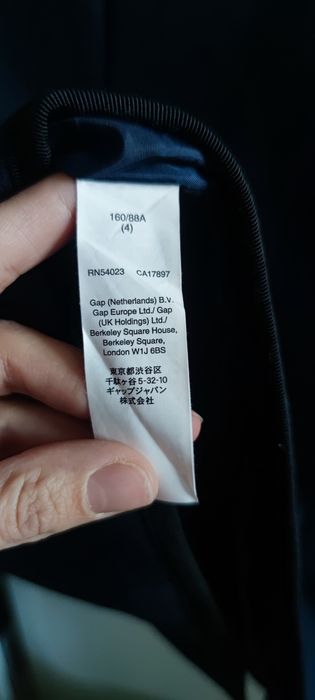 160/88A
(4)
RN54023 CA17897
Gap (Netherlands) B.v.
Gap Europe Ltd./ Gap
(UK Holdings) Ltd./
Berkeley Square House,
Berkeley Square,
London W1J 6BS
東京都渋谷区
千駄ヶ谷5-32-10
ギャップジャパン
株式会社